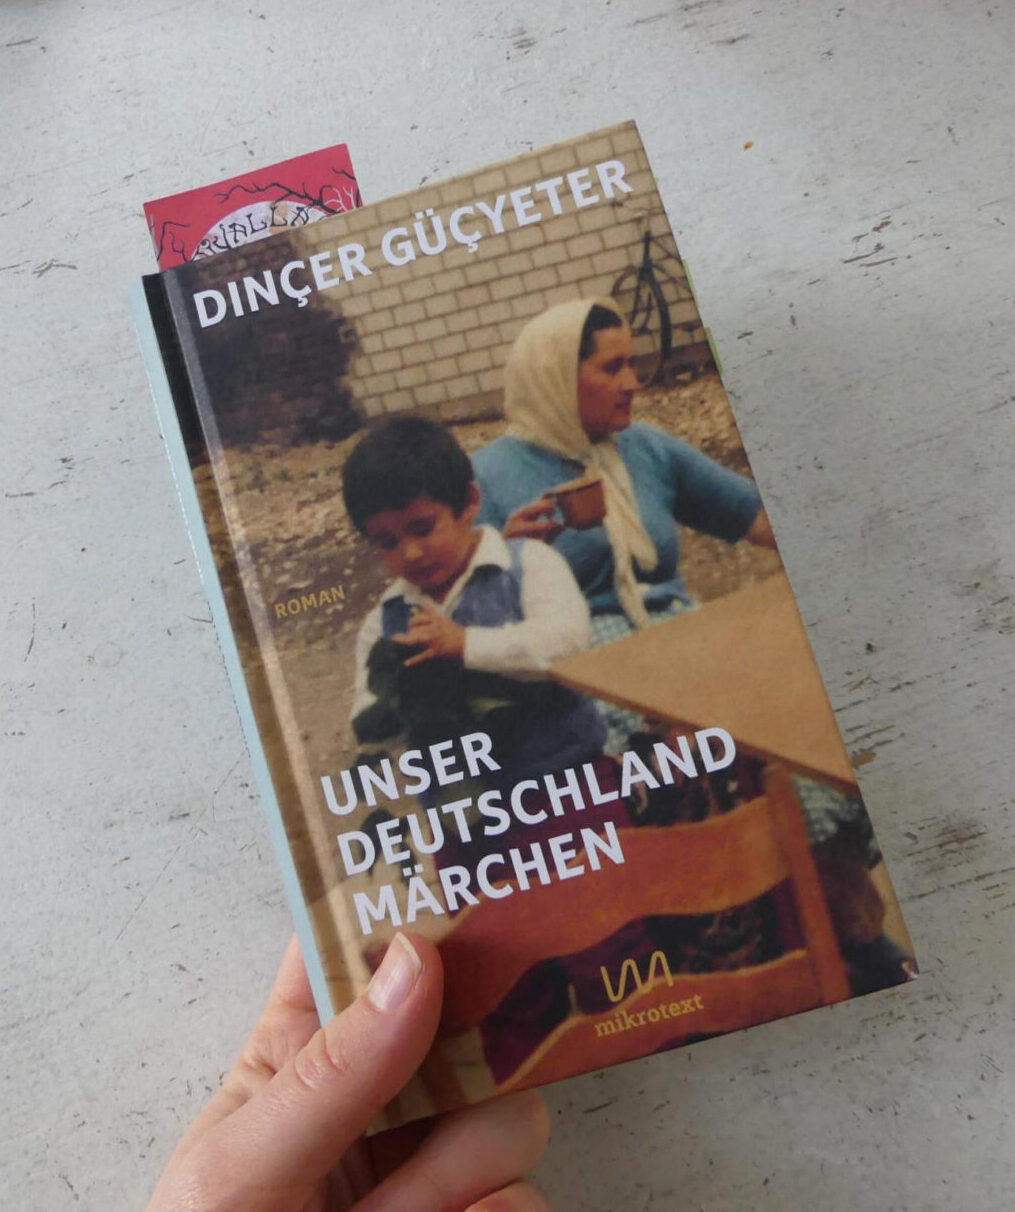 DINÇER GÜÇYETER
ROMAN
UNSER
DEUTSCHLAND
MÄRCHEN
mikrotext